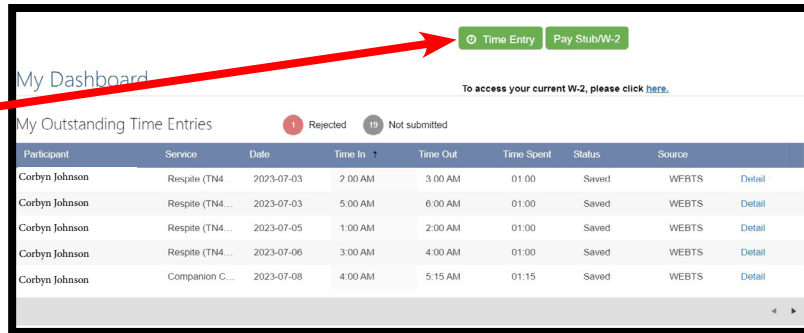 Time Entry Pay Stub/W-2
My Dashboard
To access your current W-2, please click here.
My Outstanding Time Entries 1 Rejected 19 Not submitted
Participant Service Date Time In ↑ Time Out Time Spent Status Source
Corbyn Johnson Respite (TN4... 2023-07-03 2:00 AM 3:00 AM 01:00 Saved WEBTS Detail
Corbyn Johnson Respite (TN4... 2023-07-03 5:00 AM 6:00 AM 01:00 Saved WEBTS Detail
Corbyn Johnson Respite (TN4... 2023-07-05 1:00 AM 2:00 AM 01:00 Saved WEBTS Detail
Corbyn Johnson Respite (TN4... 2023-07-06 3:00 AM 4:00 AM 01:00 Saved WEBTS Detail
Corbyn Johnson Companion C... 2023-07-08 4:00 AM 5:15 AM 01:15 Saved WEBTS Detail